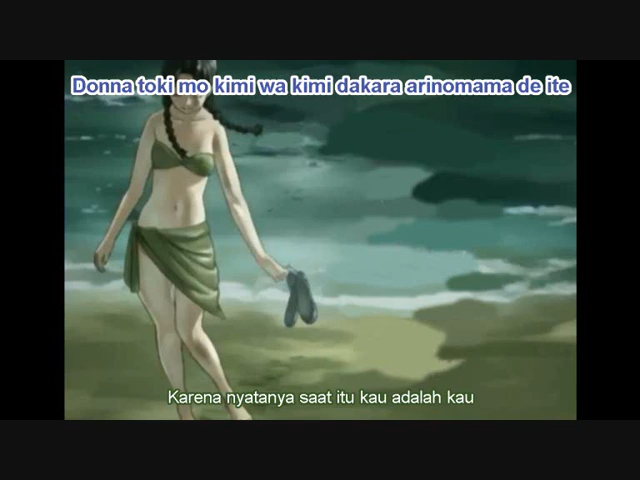 Donna toki mo kimi wa kimi dakara arinomama de ite
Karena nyatanya saat itu kau adalah kau